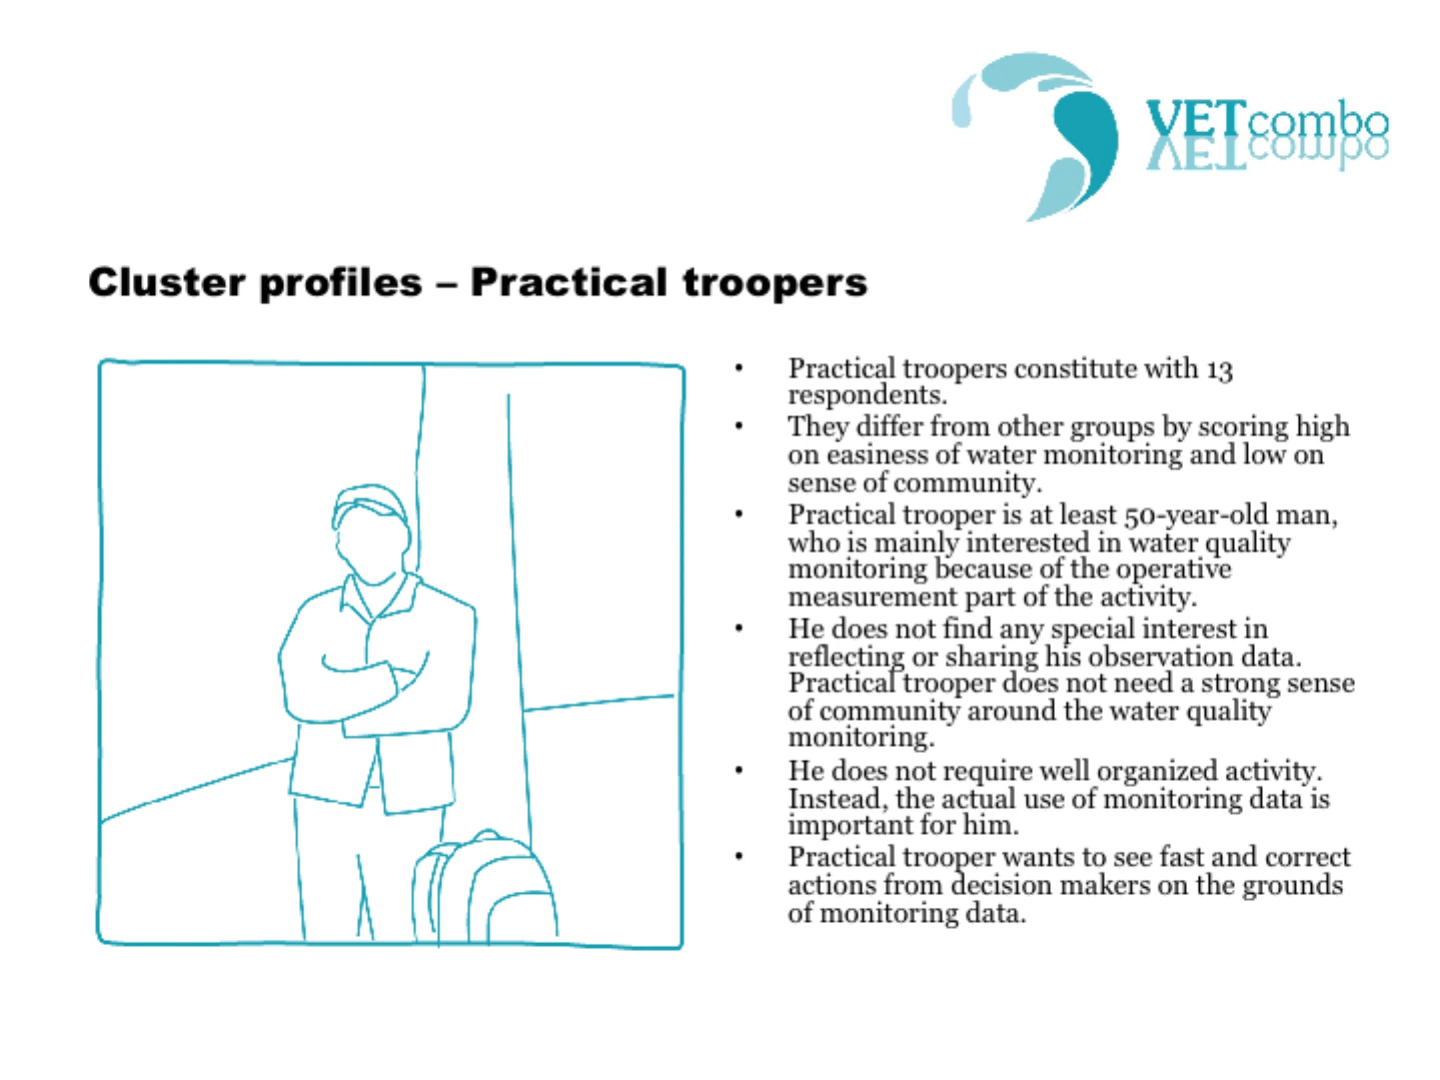 VETcombo
Cluster profiles – Practical troopers
• Practical troopers constitute with 13
respondents.
• They differ from other groups by scoring high
on easiness of water monitoring and low on
sense of community.
• Practical trooper is at least 50-year-old man,
who is mainly interested in water quality
monitoring because of the operative
measurement part of the activity.
• He does not find any special interest in
reflecting or sharing his observation data.
Practical trooper does not need a strong sense
of community around the water quality
monitoring.
• He does not require well organized activity.
Instead, the actual use of monitoring data is
important for him.
• Practical trooper wants to see fast and correct
actions from decision makers on the grounds
of monitoring data.